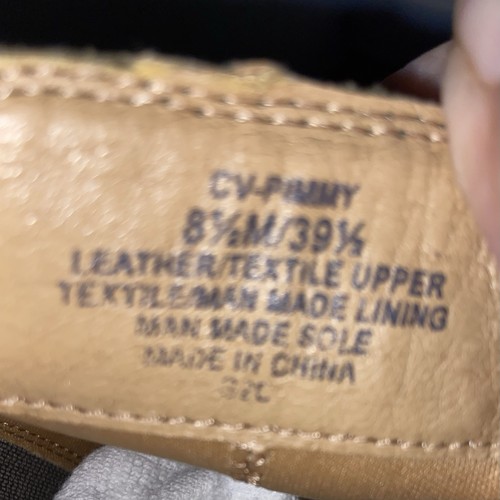 CV-PIMMY
8½M/39½
LEATHER/TEXTILE UPPER
TEXTILE/MAN MADE LINING
MAN MADE SOLE
MADE IN CHINA